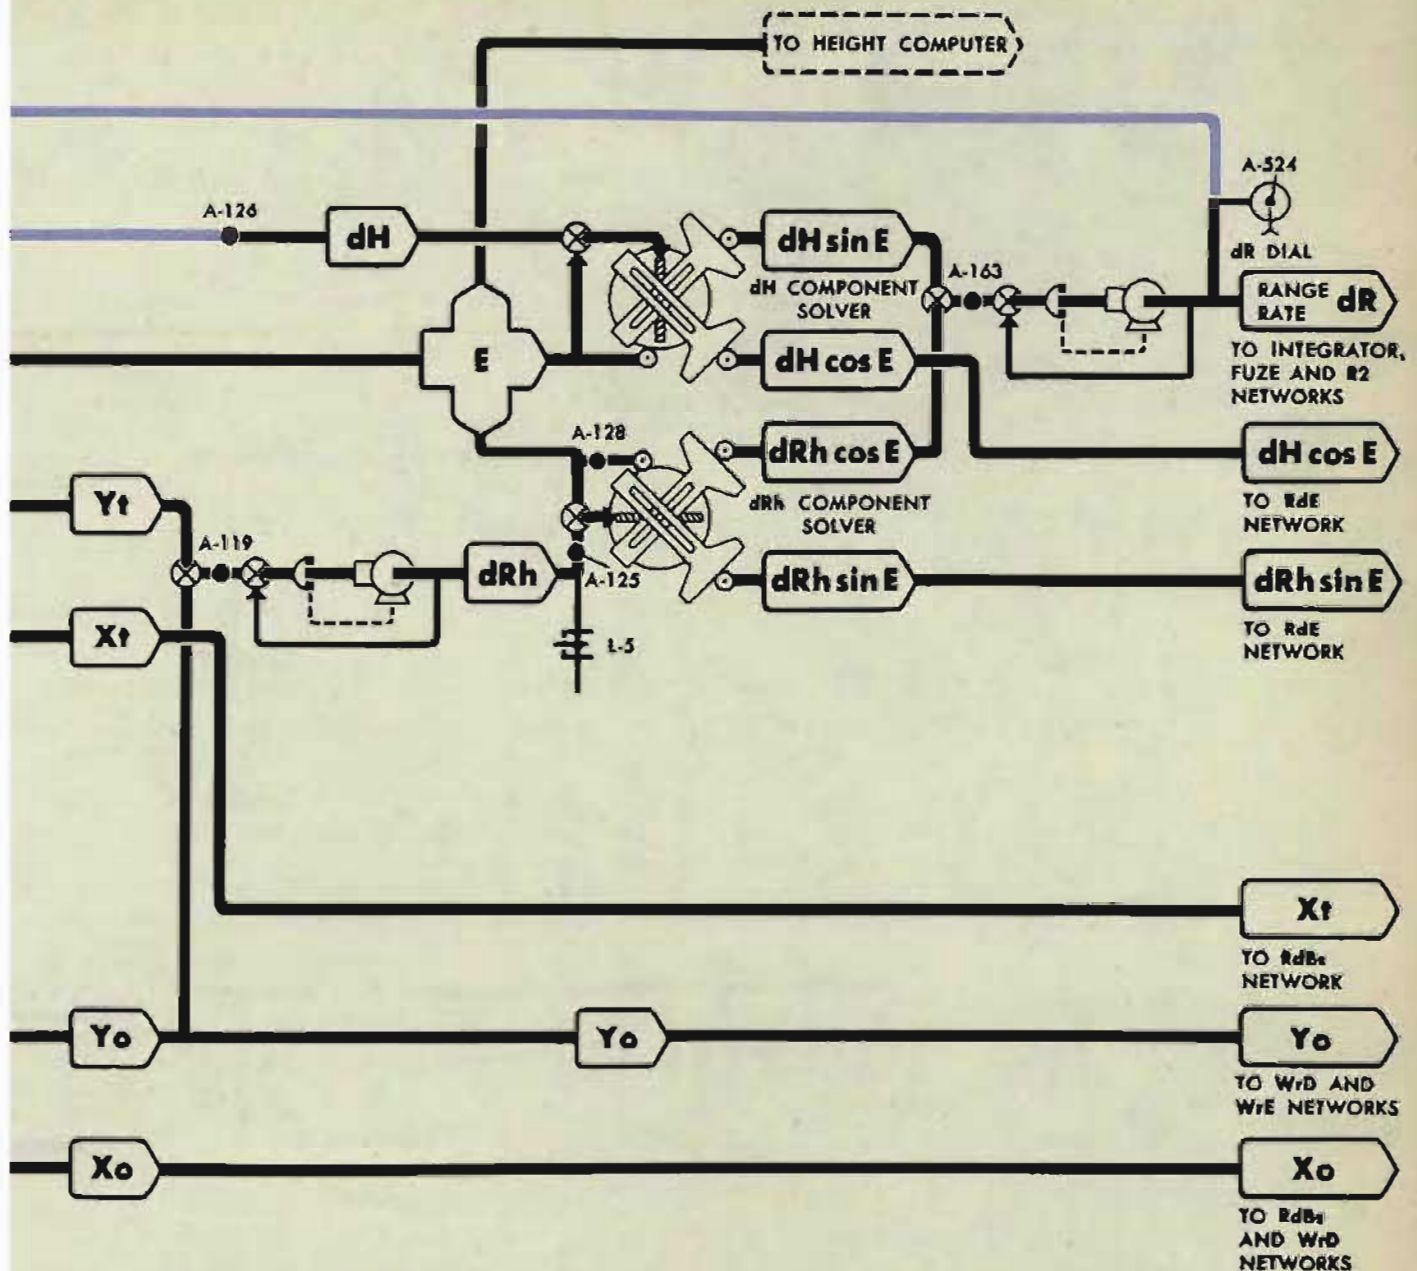 TO HEIGHT COMPUTER
A-524
dR DIAL
A-126
dH
dH sin E
dH COMPONENT
SOLVER
A-163
RANGE
RATE dR
TO INTEGRATOR,
FUZE AND R2
NETWORKS
E
dH cos E
A-128
dRh cos E
dRh COMPONENT
SOLVER
dH cos E
TO RdE
NETWORK
Yt
A-119
dRh
A-125
dRh sin E
dRh sin E
TO RdE
NETWORK
Xt
L-5
Xt
TO RdBs
NETWORK
Yo
Yo
Yo
TO WrD AND
WrE NETWORKS
Xo
Xo
TO RdBs
AND WrD
NETWORKS